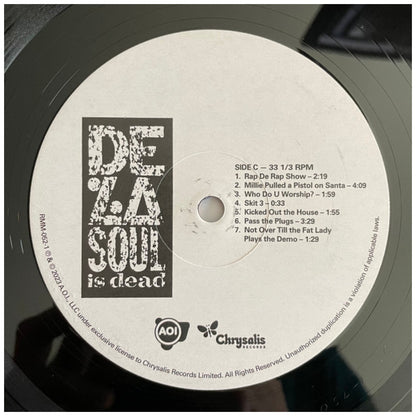 DE
LA
SOUL
is dead
SIDE C – 33 1/3 RPM
1. Rap De Rap Show – 2:19
2. Millie Pulled a Pistol on Santa – 4:09
3. Who Do U Worship? – 1:59
4. Skit 3 – 0:33
5. Kicked Out the House – 1:55
6. Pass the Plugs – 2:29
7. Not Over Till the Fat Lady
Plays the Demo – 1:29
AOI
Chrysalis
RECORDS
RMM-052-1 ℗ & © 2023 A.O.I., LLC under exclusive license to Chrysalis Records Limited. All Rights Reserved. Unauthorized duplication is a violation of applicable laws.